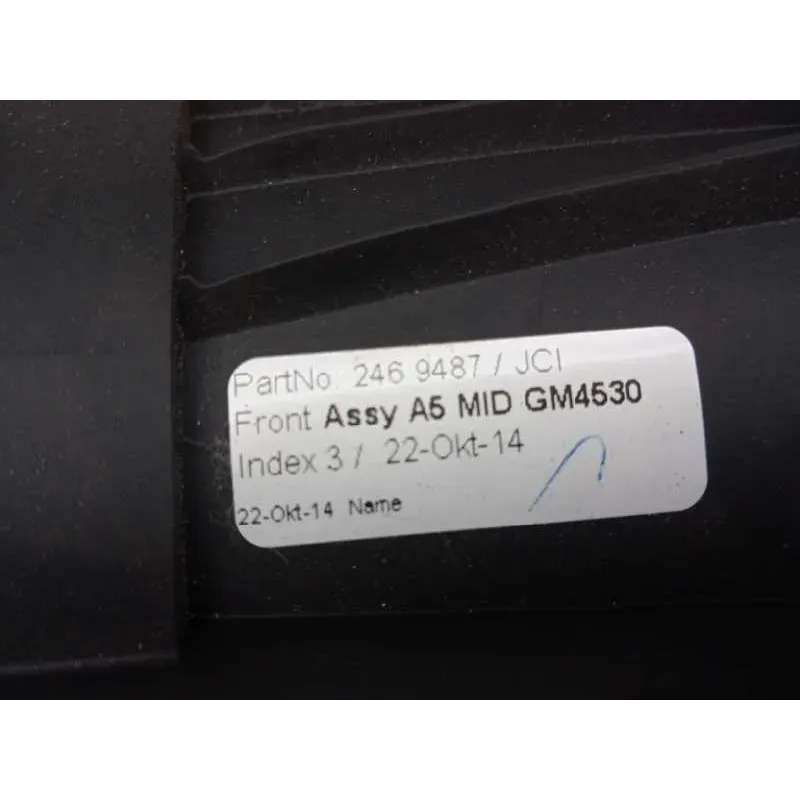 PartNo: 246 9487 / JCI
Front Assy A5 MID GM4530
Index 3 / 22-Okt-14
22-Okt-14 Name